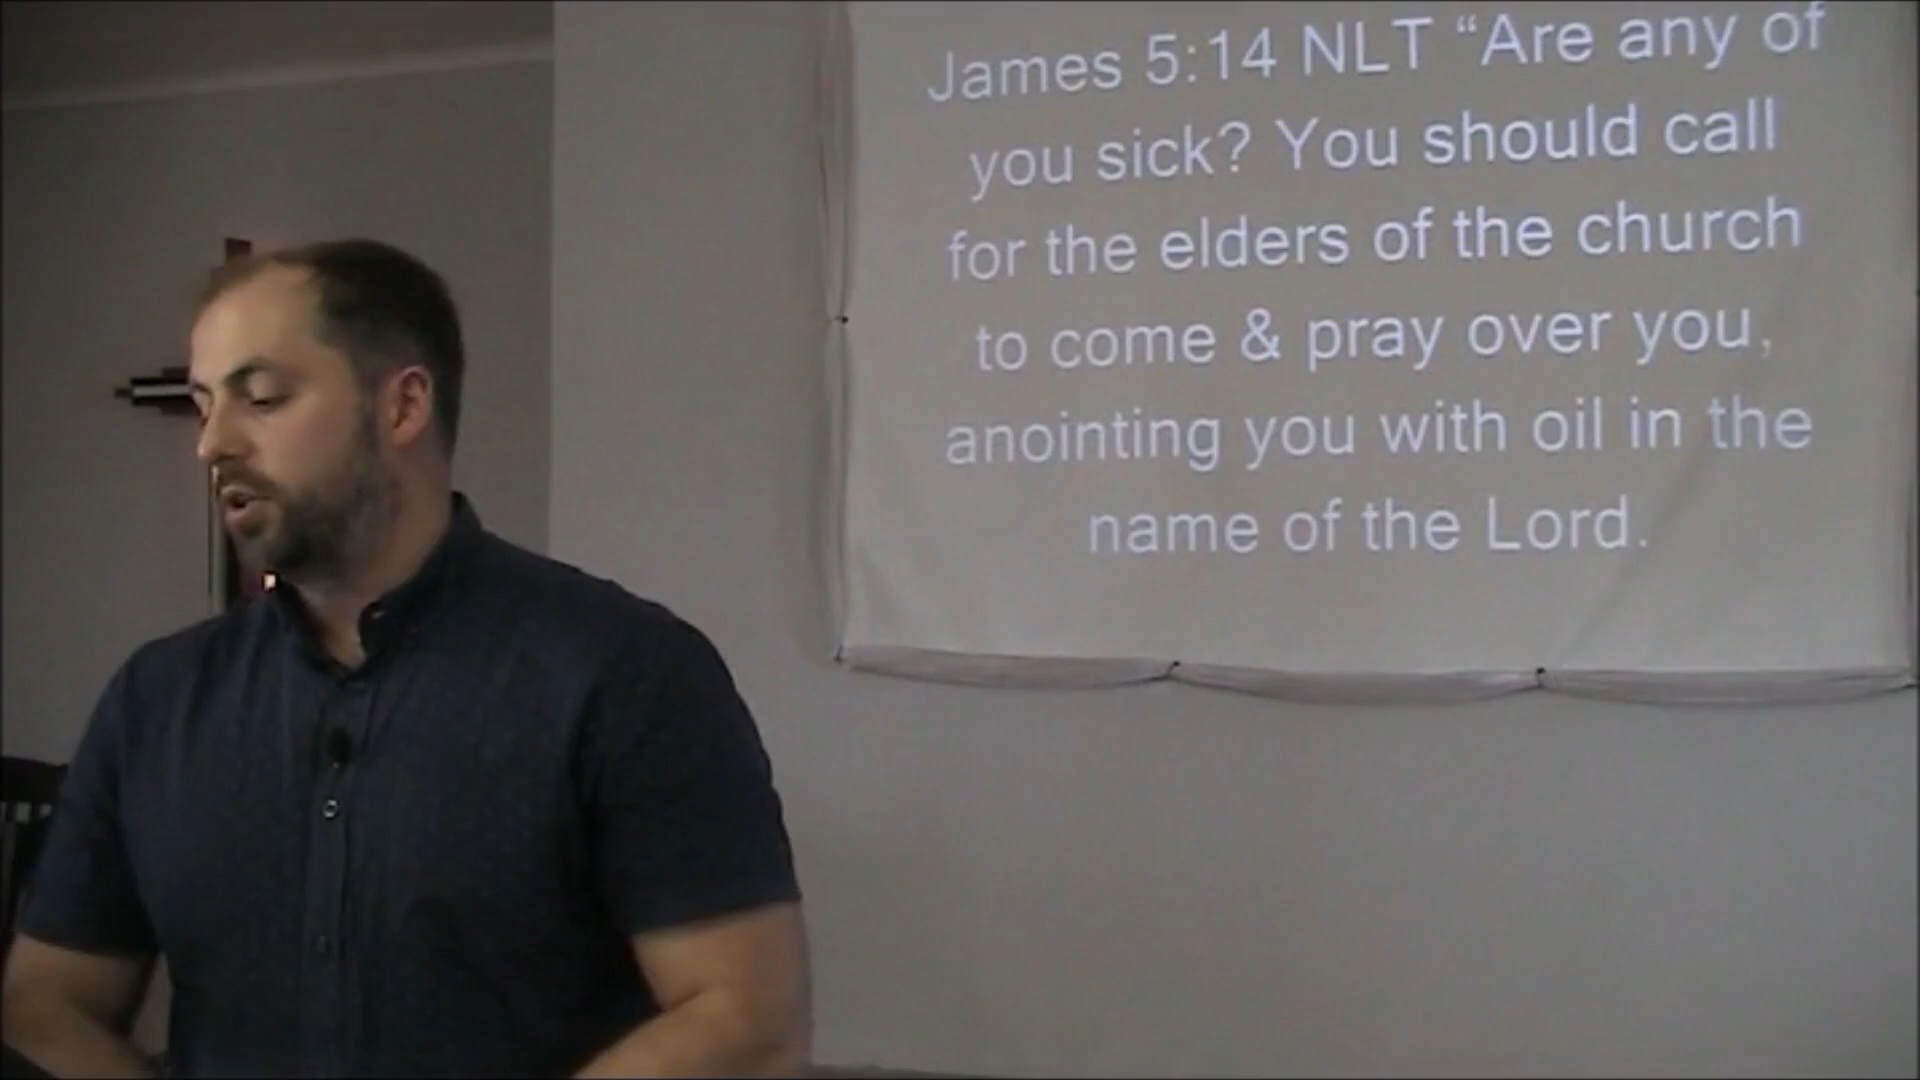 James 5:14 NLT “Are any of
you sick? You should call
for the elders of the church
to come & pray over you,
anointing you with oil in the
name of the Lord.